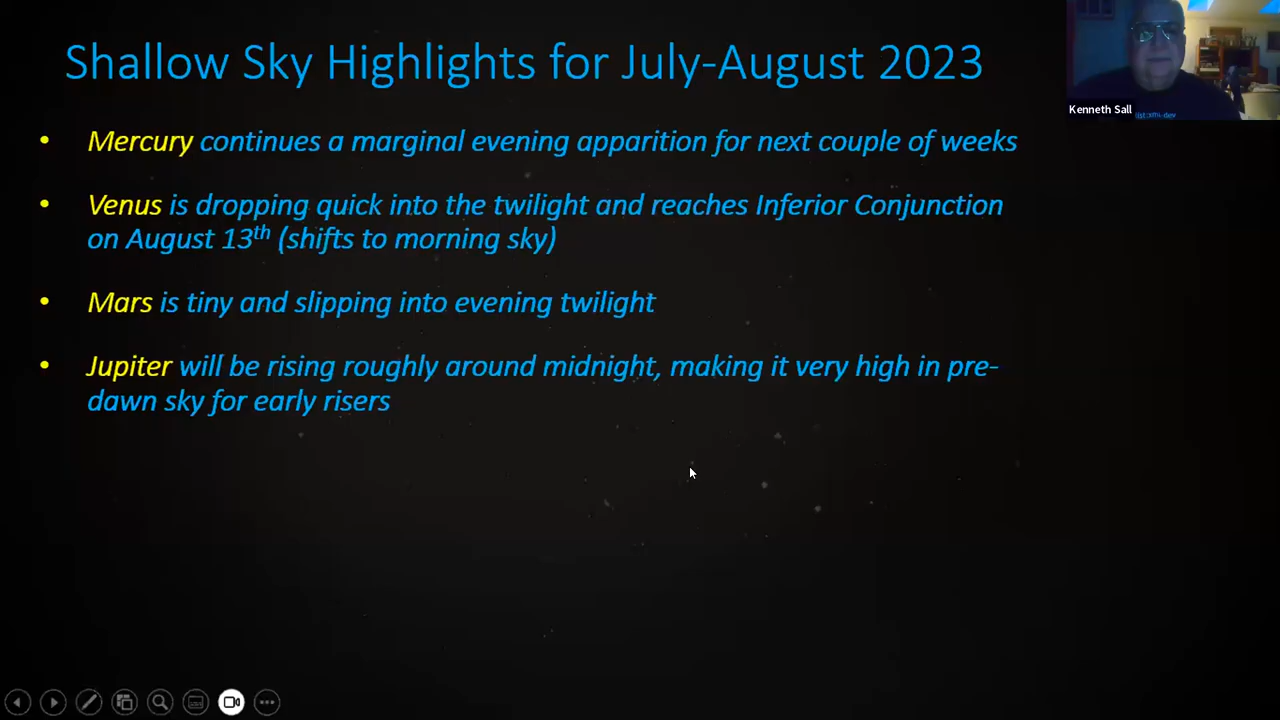 Shallow Sky Highlights for July-August 2023
Kenneth Sall
list.xml.dev
• Mercury continues a marginal evening apparition for next couple of weeks
• Venus is dropping quick into the twilight and reaches Inferior Conjunction
on August 13th (shifts to morning sky)
• Mars is tiny and slipping into evening twilight
• Jupiter will be rising roughly around midnight, making it very high in pre-
dawn sky for early risers